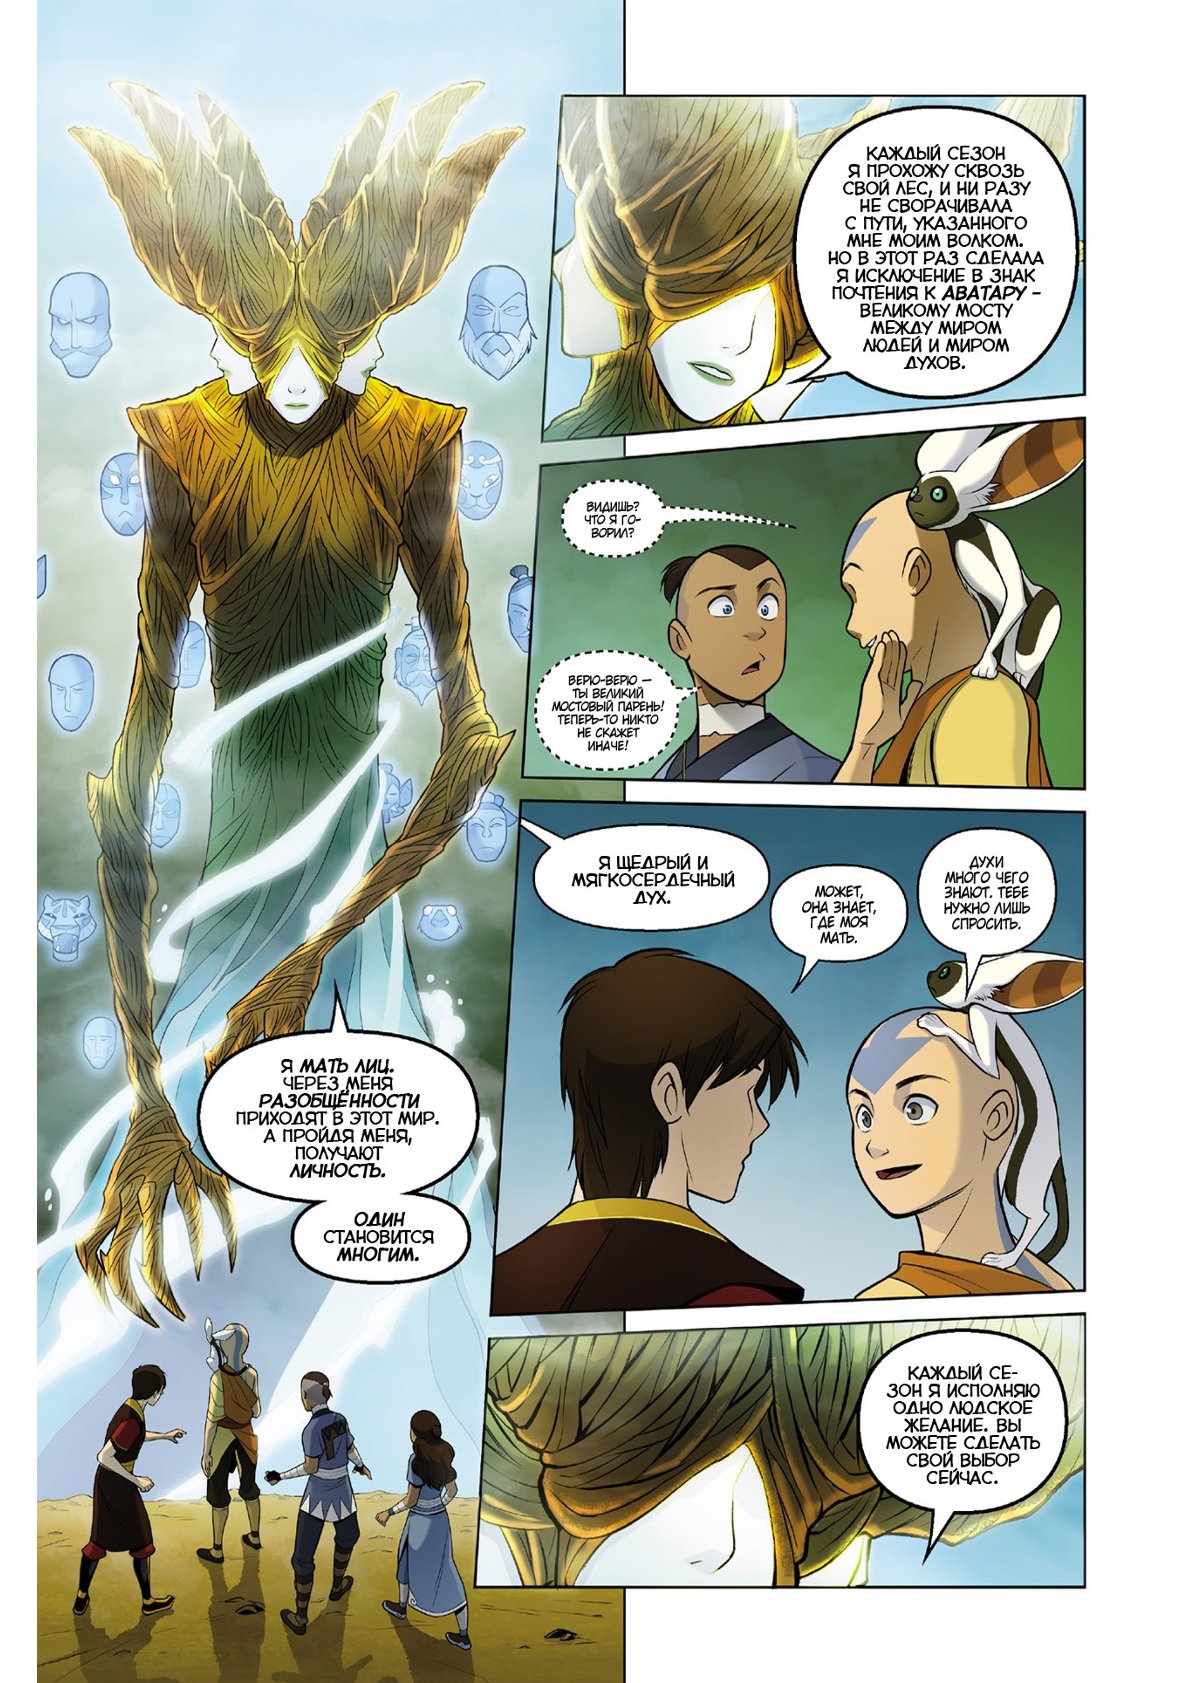 Я МАТЬ ЛИЦ.
ЧЕРЕЗ МЕНЯ
РАЗОБЩЁННОСТИ
ПРИХОДЯТ В ЭТОТ МИР.
А ПРОЙДЯ МЕНЯ,
ПОЛУЧАЮТ
ЛИЧНОСТЬ.
ОДИН
СТАНОВИТСЯ
МНОГИМ.
КАЖДЫЙ СЕЗОН
Я ПРОХОЖУ СКВОЗЬ
СВОЙ ЛЕС, И НИ РАЗУ
НЕ СВОРАЧИВАЛА
С ПУТИ, УКАЗАННОГО
МНЕ МОИМ ВОЛКОМ.
НО В ЭТОТ РАЗ СДЕЛАЛА
Я ИСКЛЮЧЕНИЕ В ЗНАК
ПОЧТЕНИЯ К АВАТАРУ –
ВЕЛИКОМУ МОСТУ
МЕЖДУ МИРОМ
ЛЮДЕЙ И МИРОМ
ДУХОВ.
ВИДИШЬ?
ЧТО Я ГО-
ВОРИЛ?
ВЕРЮ-ВЕРЮ –
ТЫ ВЕЛИКИЙ
МОСТОВЫЙ ПАРЕНЬ!
ТЕПЕРЬ-ТО НИКТО
НЕ СКАЖЕТ
ИНАЧЕ!
Я ЩЕДРЫЙ И
МЯГКОСЕРДЕЧНЫЙ
ДУХ.
МОЖЕТ,
ОНА ЗНАЕТ,
ГДЕ МОЯ
МАТЬ.
ДУХИ
МНОГО ЧЕГО
ЗНАЮТ. ТЕБЕ
НУЖНО ЛИШЬ
СПРОСИТЬ.
КАЖДЫЙ СЕ-
ЗОН Я ИСПОЛНЯЮ
ОДНО ЛЮДСКОЕ
ЖЕЛАНИЕ. ВЫ
МОЖЕТЕ СДЕЛАТЬ
СВОЙ ВЫБОР
СЕЙЧАС.